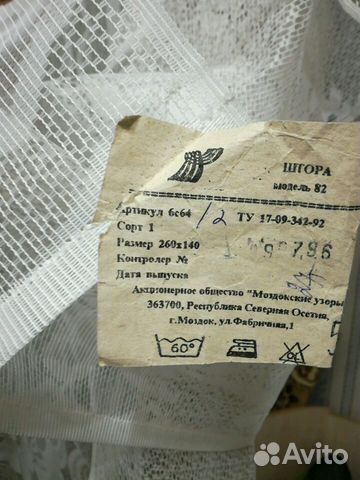 ШТОРА
модель 82
Артикул 6с64 /2 ТУ 17-09-342-92
Сорт 1
Размер 260х140
Контролер №
Дата выпуска
Акционерное общество "Моздокские узоры
363700, Республика Северная Осетия,
г.Моздок, ул.Фабричная,1
60°
Avito